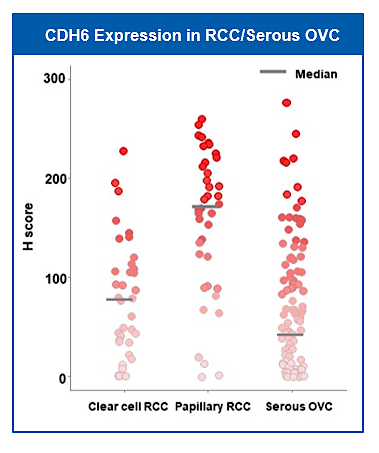 CDH6 Expression in RCC/Serous OVC
300
Median
200
H score
100
0
Clear cell RCC Papillary RCC Serous OVC